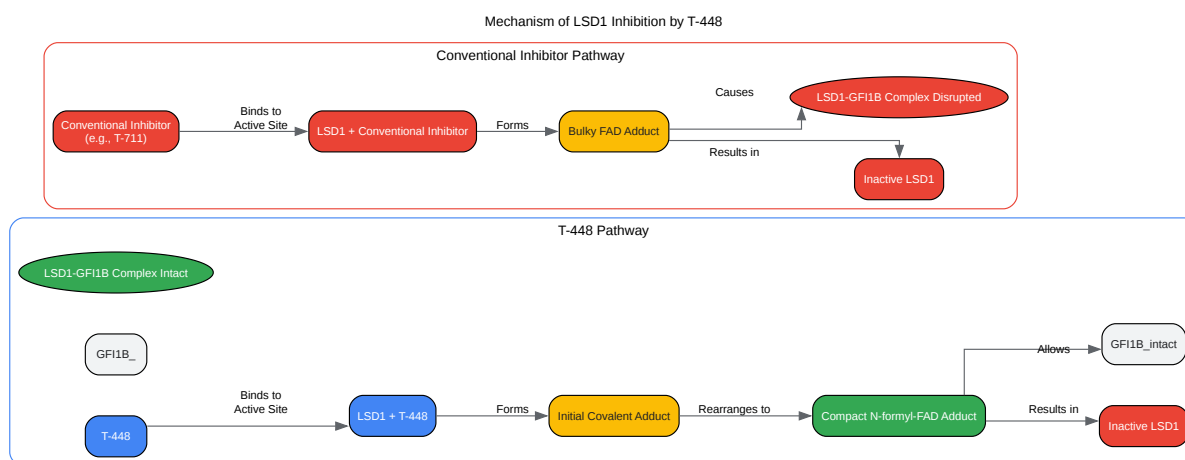 Mechanism of LSD1 Inhibition by T-448
Conventional Inhibitor Pathway
Conventional Inhibitor
(e.g., T-711)
Binds to
Active Site
LSD1 + Conventional Inhibitor
Forms
Bulky FAD Adduct
Causes
LSD1-GFI1B Complex Disrupted
Results in
Inactive LSD1
T-448 Pathway
LSD1-GFI1B Complex Intact
GFI1B_
T-448
Binds to
Active Site
LSD1 + T-448
Forms
Initial Covalent Adduct
Rearranges to
Compact N-formyl-FAD Adduct
Allows
GFI1B_intact
Results in
Inactive LSD1